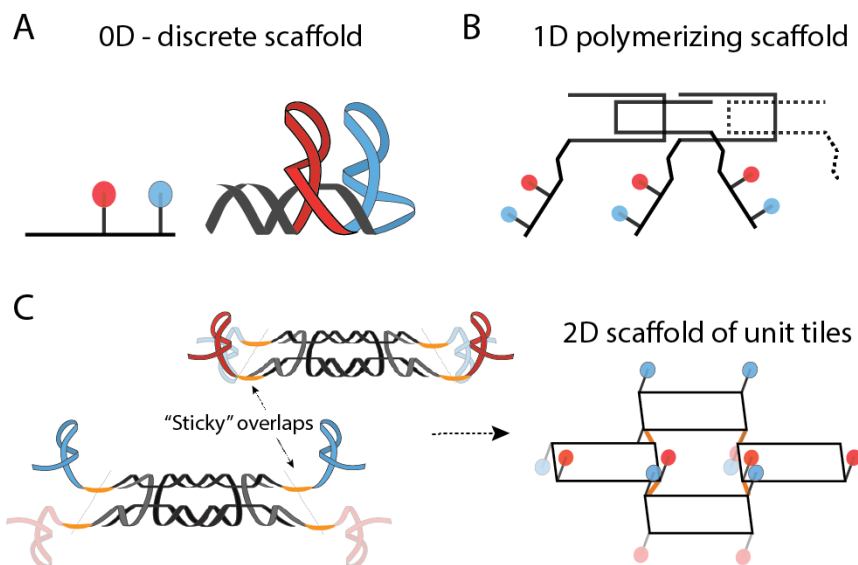 A
0D - discrete scaffold
B
1D polymerizing scaffold
C
2D scaffold of unit tiles
“Sticky” overlaps